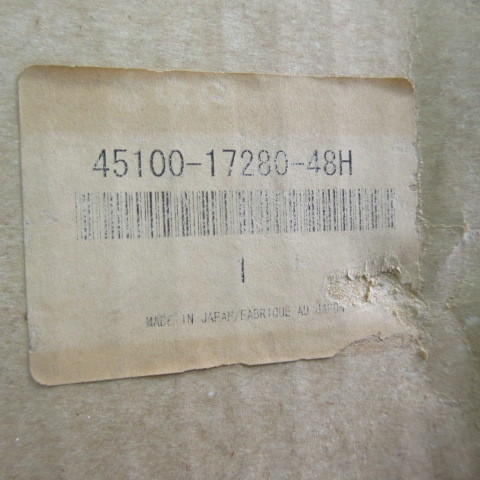 45100-17280-48H
1
MADE IN JAPAN/FABRIQUE AU JAPON